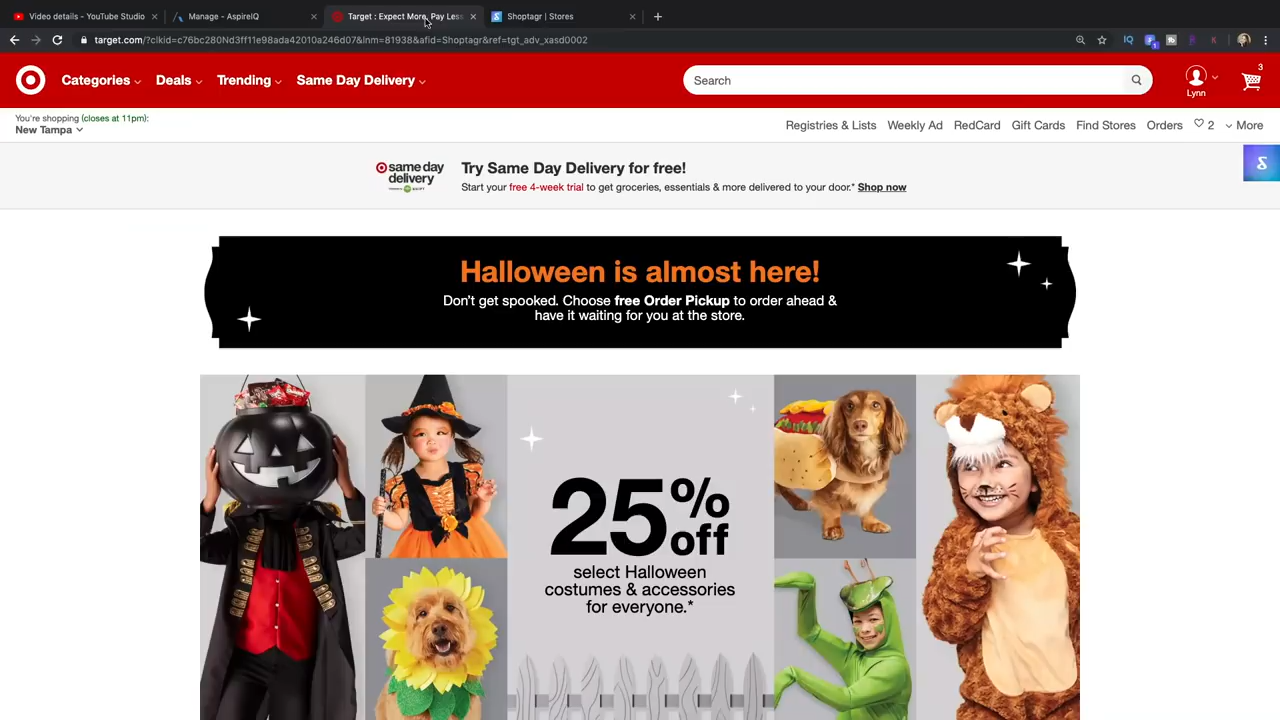 Video details - YouTube Studio
Manage - AspireIQ
Target : Expect More, Pay Less
Shoptagr | Stores
target.com/?clkid=c76bc280Nd3ff11e98ada42010a246d07&lnm=81938&afid=Shoptagr&ref=tgt_adv_xasd0002
Categories
Deals
Trending
Same Day Delivery
Search
Lynn
3
You're shopping (closes at 11pm):
New Tampa
Registries & Lists
Weekly Ad
RedCard
Gift Cards
Find Stores
Orders
2
More
same day
delivery
Try Same Day Delivery for free!
Start your free 4-week trial to get groceries, essentials & more delivered to your door.* Shop now
Halloween is almost here!
Don't get spooked. Choose free Order Pickup to order ahead &
have it waiting for you at the store.
25% off
select Halloween
costumes & accessories
for everyone.*